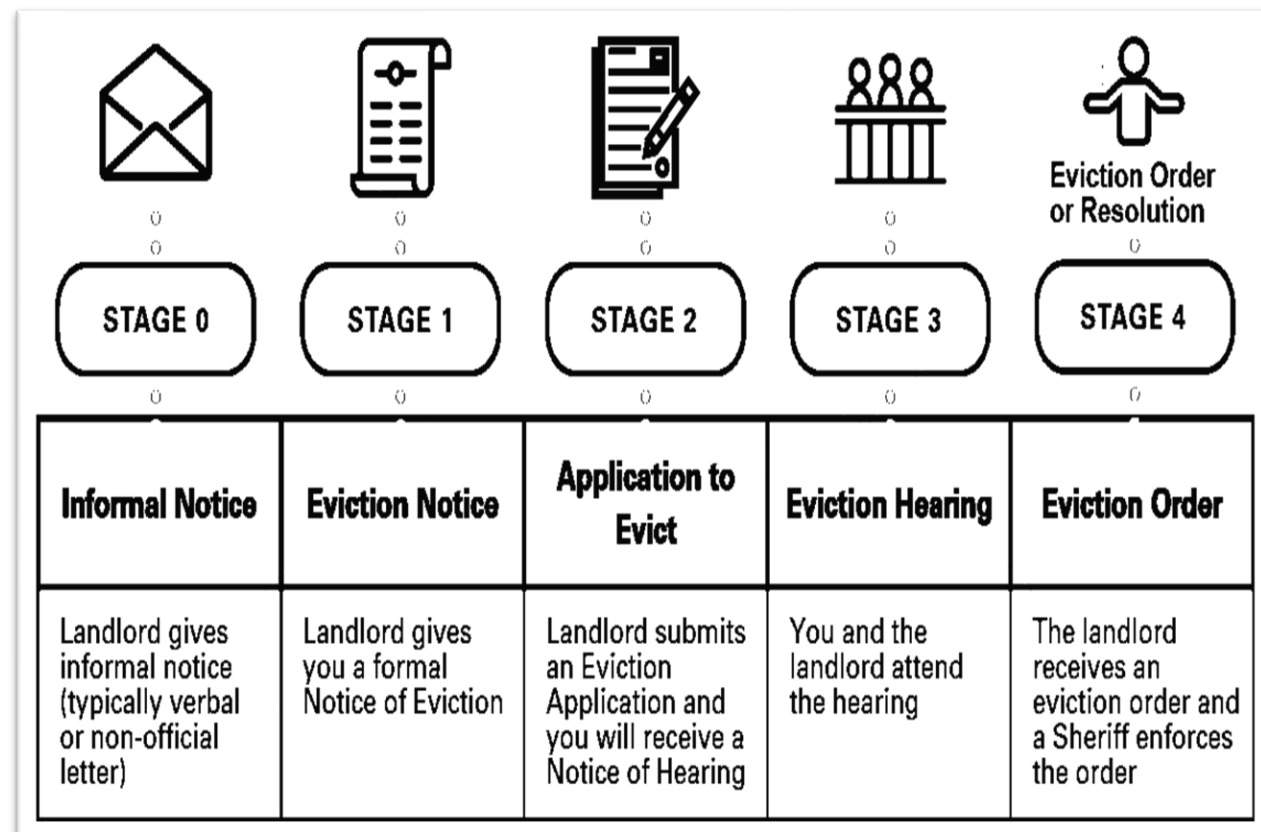 Eviction Order
or Resolution
STAGE 0
STAGE 1
STAGE 2
STAGE 3
STAGE 4
Informal Notice
Eviction Notice
Application to
Evict
Eviction Hearing
Eviction Order
Landlord gives
informal notice
(typically verbal
or non-official
letter)
Landlord gives
you a formal
Notice of Eviction
Landlord submits
an Eviction
Application and
you will receive a
Notice of Hearing
You and the
landlord attend
the hearing
The landlord
receives an
eviction order and
a Sheriff enforces
the order